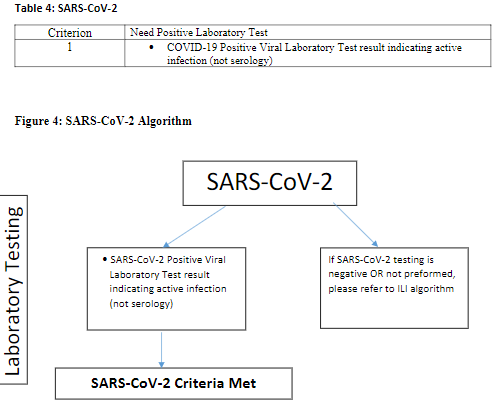 Table 4: SARS-CoV-2
Criterion Need Positive Laboratory Test
1 • COVID-19 Positive Viral Laboratory Test result indicating active
infection (not serology)
Figure 4: SARS-CoV-2 Algorithm
Laboratory Testing
SARS-CoV-2
• SARS-CoV-2 Positive Viral
Laboratory Test result
indicating active infection
(not serology)
If SARS-CoV-2 testing is
negative OR not preformed,
please refer to ILI algorithm
SARS-CoV-2 Criteria Met